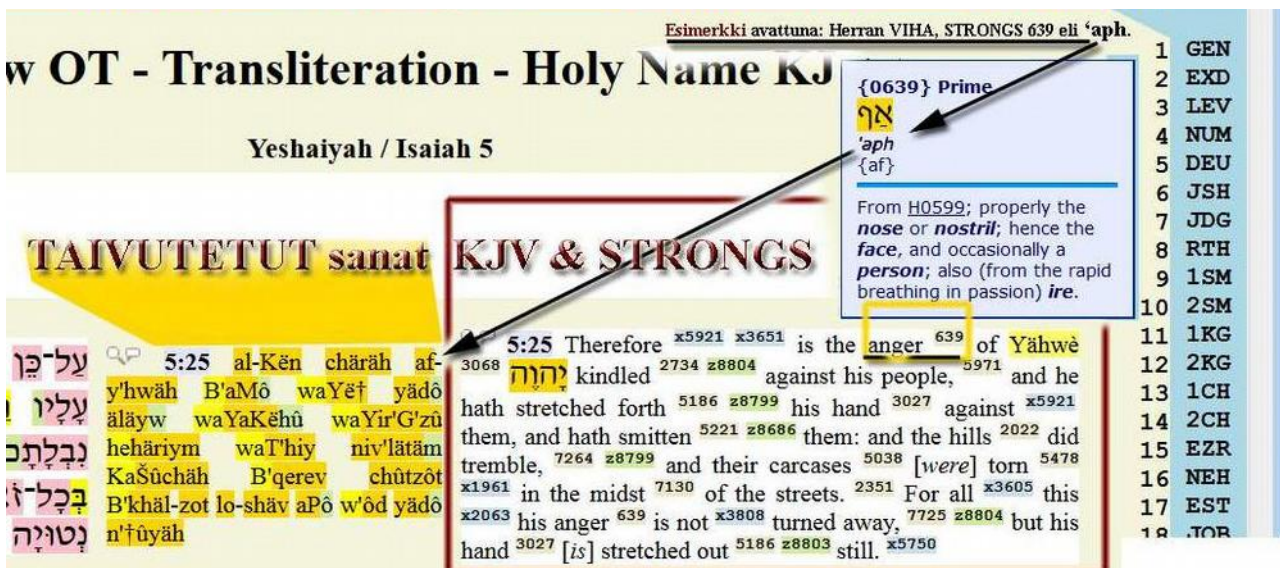 Esimerkki avattuna: Herran VIHA, STRONGS 639 eli ‘aph.
w OT - Transliteration - Holy Name KJ
Yeshaiyah / Isaiah 5
{0639} Prime
אַף
'aph
{af}
From H0599; properly the
nose or nostril; hence the
face, and occasionally a
person; also (from the rapid
breathing in passion) ire.
TAIVUTETUT sanat
KJV & STRONGS
עַל־כֵּן
עָלָיו
נִבְלָתָם
בְּכָל־ז
נְטוּיָה
5:25 al-Kën chäräh af-
y'hwäh B'aMô waYë† yädô
äläyw waYaKëhû waYir'G'zû
hehäriym waT'hiy niv'lätäm
KaŠûchäh B'qerev chûtzôt
B'khäl-zot lo-shäv aPô w'ôd yädô
n'†ûyäh
5:25 Therefore x5921 x3651 is the anger 639 of Yähwè
3068 יָהוֶה kindled 2734 z8804 against his people, 5971 and he
hath stretched forth 5186 z8799 his hand 3027 against x5921
them, and hath smitten 5221 z8686 them: and the hills 2022 did
tremble, 7264 z8799 and their carcases 5038 [were] torn 5478
x1961 in the midst 7130 of the streets. 2351 For all x3605 this
x2063 his anger 639 is not x3808 turned away, 7725 z8804 but his
hand 3027 [is] stretched out 5186 z8803 still. x5750
1 GEN
2 EXD
3 LEV
4 NUM
5 DEU
6 JSH
7 JDG
8 RTH
9 1SM
10 2SM
11 1KG
12 2KG
13 1CH
14 2CH
15 EZR
16 NEH
17 EST
18 JOB